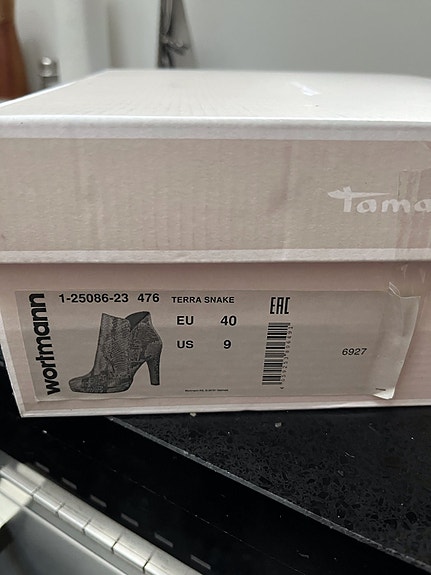 Tama
wortmann
1-25086-23 476 TERRA SNAKE
EAC
EU 40
US 9
6927